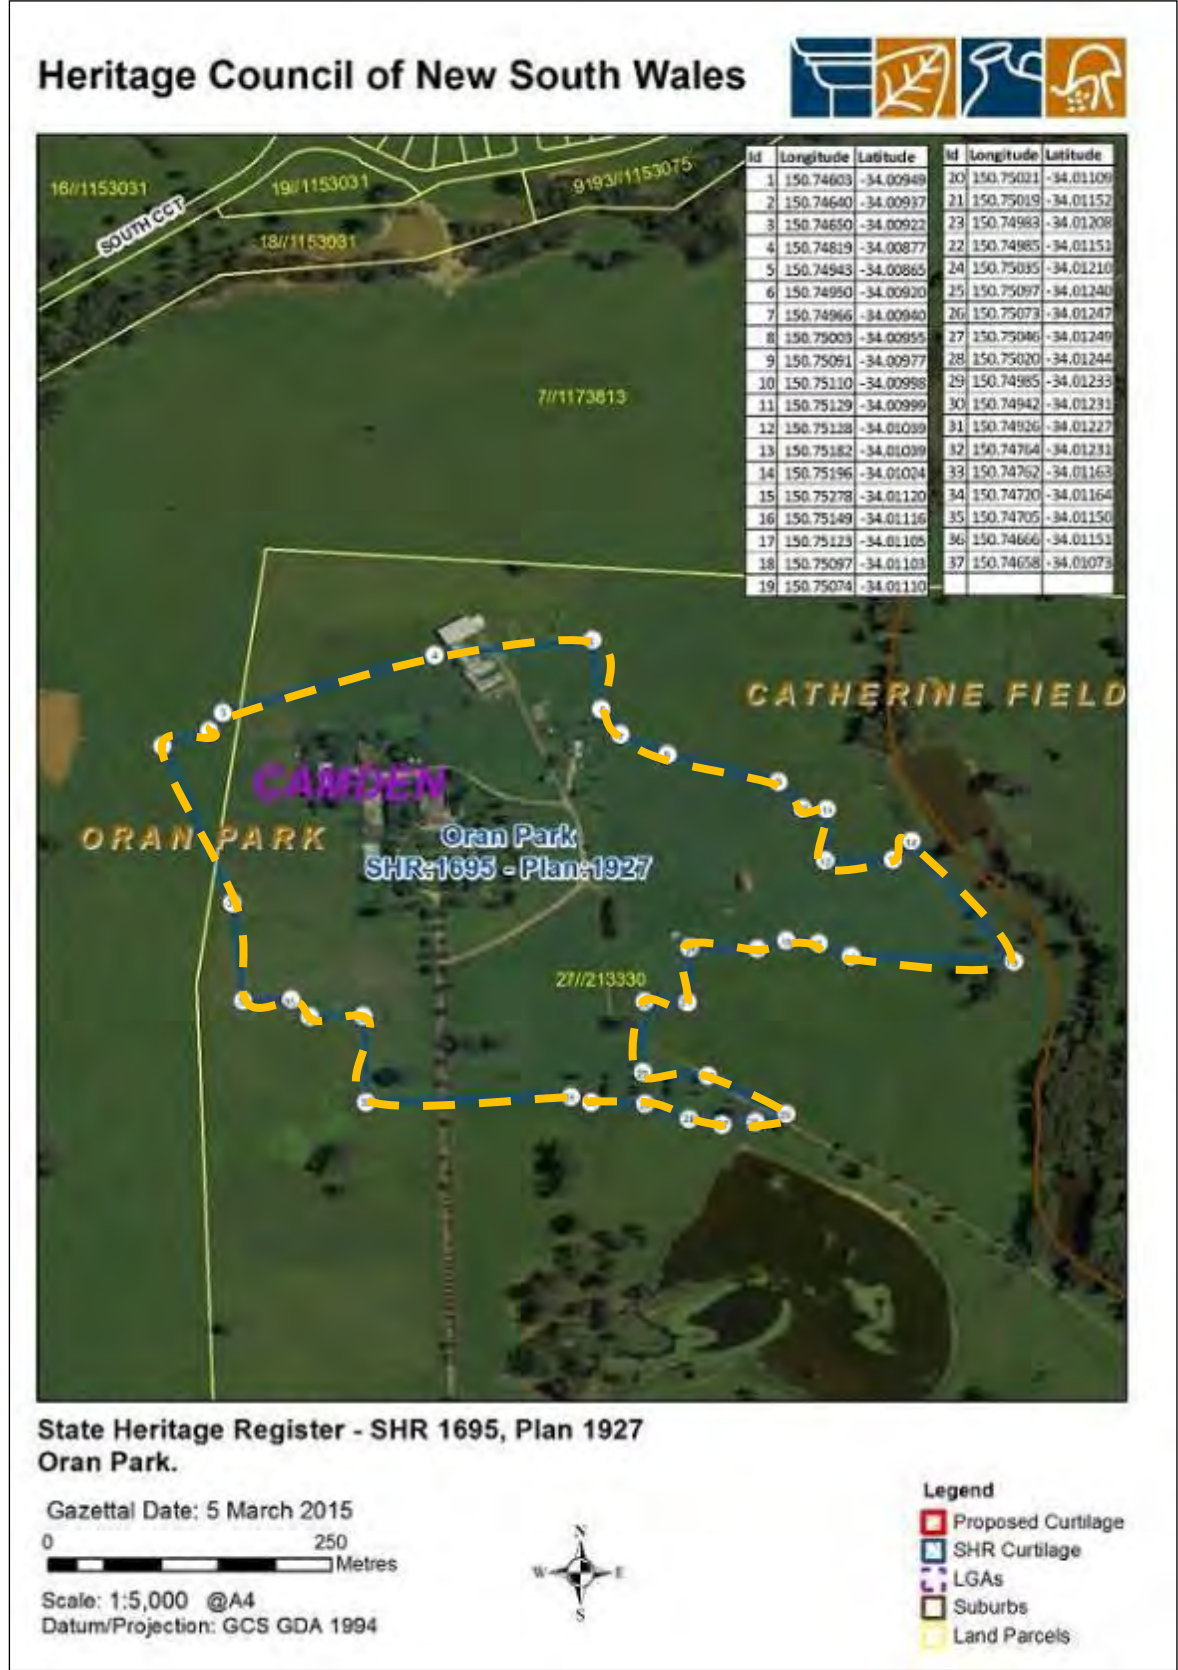 Heritage Council of New South Wales
16//1153031
19//1153031
9193//1153075
SOUTH CCT
18//1153031
7//1173813
Id Longitude Latitude
1 150.74603 -34.00949
2 150.74640 -34.00937
3 150.74650 -34.00922
4 150.74819 -34.00877
5 150.74943 -34.00865
6 150.74950 -34.00920
7 150.74966 -34.00940
8 150.75003 -34.00955
9 150.75091 -34.00977
10 150.75110 -34.00998
11 150.75129 -34.00999
12 150.75128 -34.01039
13 150.75182 -34.01039
14 150.75196 -34.01024
15 150.75278 -34.01120
16 150.75149 -34.01116
17 150.75123 -34.01105
18 150.75097 -34.01103
19 150.75074 -34.01110
Id Longitude Latitude
20 150.75021 -34.01109
21 150.75019 -34.01152
23 150.74983 -34.01208
22 150.74985 -34.01151
24 150.75035 -34.01210
25 150.75097 -34.01240
26 150.75073 -34.01247
27 150.75046 -34.01249
28 150.75020 -34.01244
29 150.74985 -34.01233
30 150.74942 -34.01231
31 150.74926 -34.01227
32 150.74764 -34.01231
33 150.74762 -34.01163
34 150.74720 -34.01164
35 150.74705 -34.01150
36 150.74666 -34.01151
37 150.74658 -34.01073
4
CATHERINE FIELD
CAMDEN
ORAN PARK
Oran Park
SHR:1695 - Plan:1927
27//213330
State Heritage Register - SHR 1695, Plan 1927
Oran Park.
Gazettal Date: 5 March 2015
0 250
Metres
Scale: 1:5,000 @A4
Datum/Projection: GCS GDA 1994
N
W E
S
Legend
Proposed Curtilage
SHR Curtilage
LGAs
Suburbs
Land Parcels